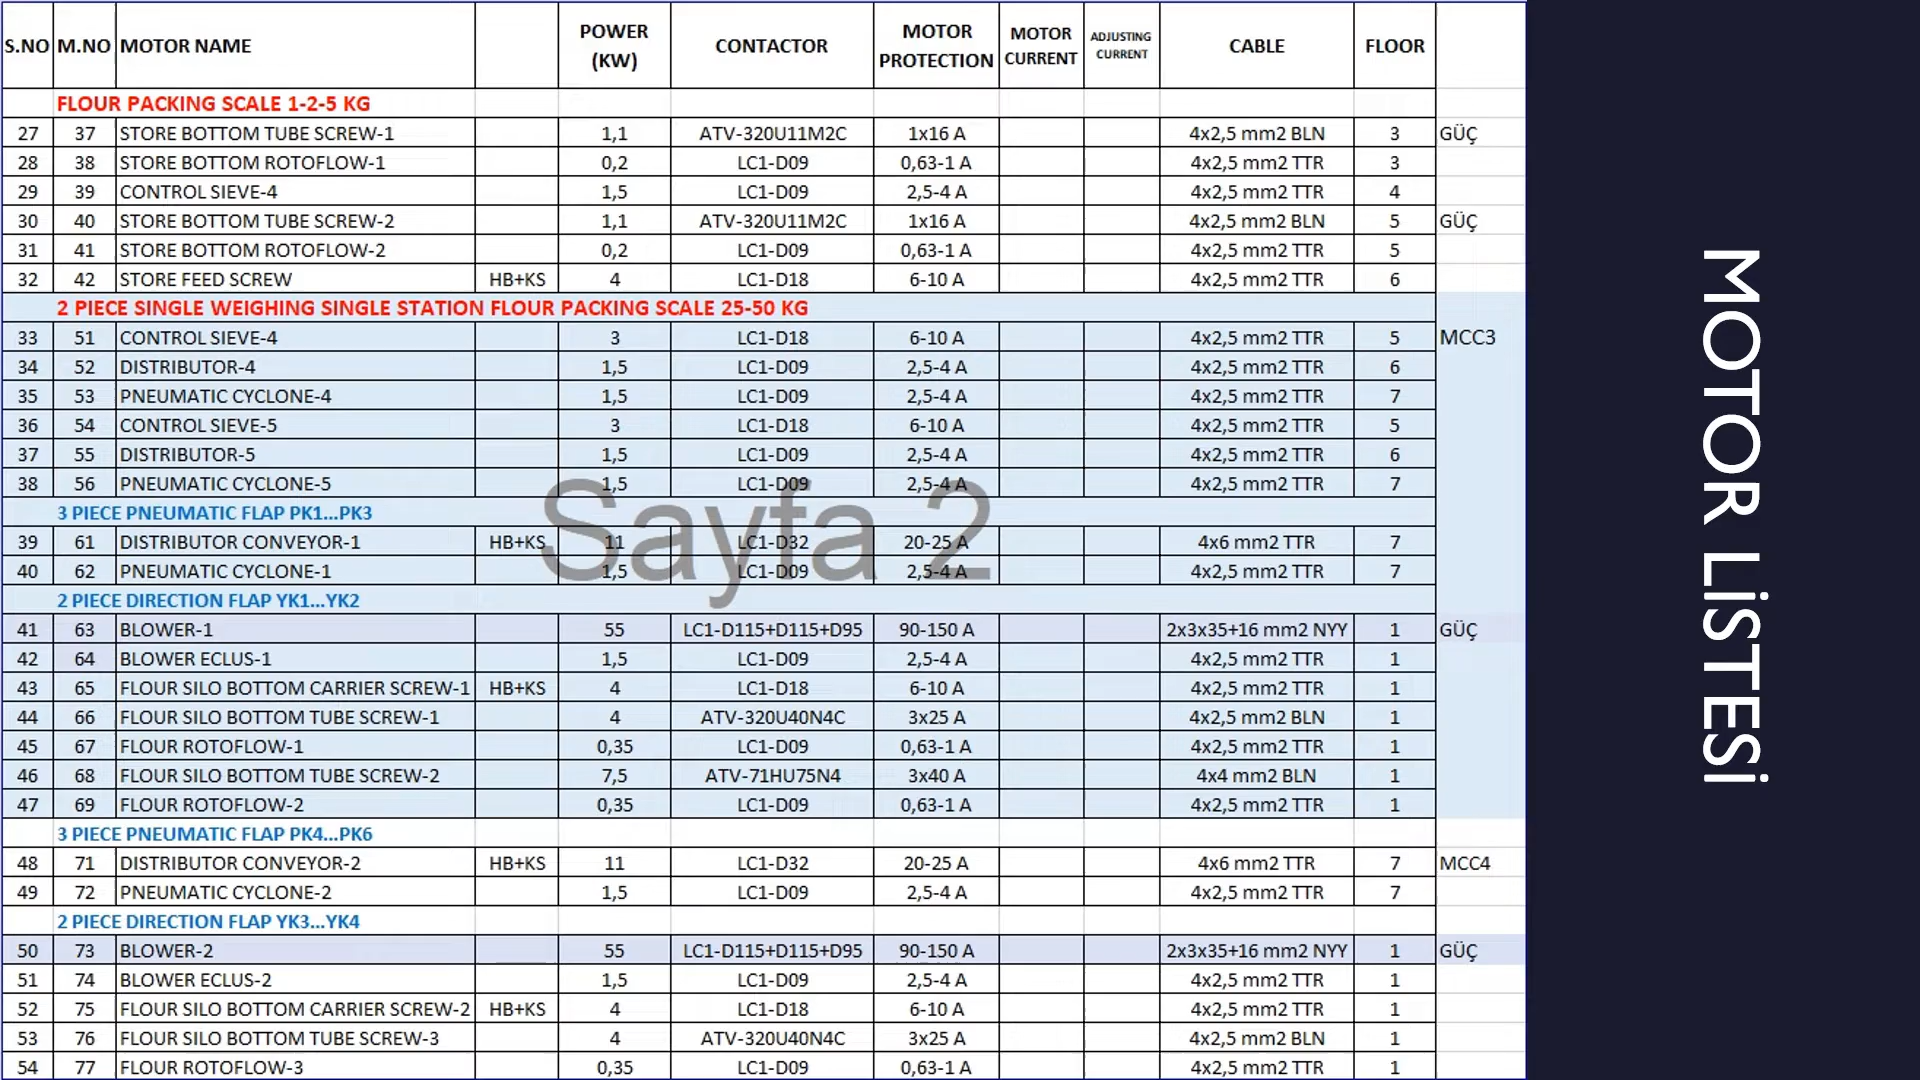 S.NO M.NO MOTOR NAME POWER (KW) CONTACTOR MOTOR PROTECTION MOTOR CURRENT ADJUSTING CURRENT CABLE FLOOR
FLOUR PACKING SCALE 1-2-5 KG
27 37 STORE BOTTOM TUBE SCREW-1 1,1 ATV-320U11M2C 1x16 A 4x2,5 mm2 BLN 3 GÜÇ
28 38 STORE BOTTOM ROTOFLOW-1 0,2 LC1-D09 0,63-1 A 4x2,5 mm2 TTR 3
29 39 CONTROL SIEVE-4 1,5 LC1-D09 2,5-4 A 4x2,5 mm2 TTR 4
30 40 STORE BOTTOM TUBE SCREW-2 1,1 ATV-320U11M2C 1x16 A 4x2,5 mm2 BLN 5 GÜÇ
31 41 STORE BOTTOM ROTOFLOW-2 0,2 LC1-D09 0,63-1 A 4x2,5 mm2 TTR 5
32 42 STORE FEED SCREW HB+KS 4 LC1-D18 6-10 A 4x2,5 mm2 TTR 6
2 PIECE SINGLE WEIGHING SINGLE STATION FLOUR PACKING SCALE 25-50 KG
33 51 CONTROL SIEVE-4 3 LC1-D18 6-10 A 4x2,5 mm2 TTR 5 MCC3
34 52 DISTRIBUTOR-4 1,5 LC1-D09 2,5-4 A 4x2,5 mm2 TTR 6
35 53 PNEUMATIC CYCLONE-4 1,5 LC1-D09 2,5-4 A 4x2,5 mm2 TTR 7
36 54 CONTROL SIEVE-5 3 LC1-D18 6-10 A 4x2,5 mm2 TTR 5
37 55 DISTRIBUTOR-5 1,5 LC1-D09 2,5-4 A 4x2,5 mm2 TTR 6
38 56 PNEUMATIC CYCLONE-5 1,5 LC1-D09 2,5-4 A 4x2,5 mm2 TTR 7
3 PIECE PNEUMATIC FLAP PK1...PK3
39 61 DISTRIBUTOR CONVEYOR-1 HB+KS 11 LC1-D32 20-25 A 4x6 mm2 TTR 7
40 62 PNEUMATIC CYCLONE-1 1,5 LC1-D09 2,5-4 A 4x2,5 mm2 TTR 7
2 PIECE DIRECTION FLAP YK1...YK2
41 63 BLOWER-1 55 LC1-D115+D115+D95 90-150 A 2x3x35+16 mm2 NYY 1 GÜÇ
42 64 BLOWER ECLUS-1 1,5 LC1-D09 2,5-4 A 4x2,5 mm2 TTR 1
43 65 FLOUR SILO BOTTOM CARRIER SCREW-1 HB+KS 4 LC1-D18 6-10 A 4x2,5 mm2 TTR 1
44 66 FLOUR SILO BOTTOM TUBE SCREW-1 4 ATV-320U40N4C 3x25 A 4x2,5 mm2 BLN 1
45 67 FLOUR ROTOFLOW-1 0,35 LC1-D09 0,63-1 A 4x2,5 mm2 TTR 1
46 68 FLOUR SILO BOTTOM TUBE SCREW-2 7,5 ATV-71HU75N4 3x40 A 4x4 mm2 BLN 1
47 69 FLOUR ROTOFLOW-2 0,35 LC1-D09 0,63-1 A 4x2,5 mm2 TTR 1
3 PIECE PNEUMATIC FLAP PK4...PK6
48 71 DISTRIBUTOR CONVEYOR-2 HB+KS 11 LC1-D32 20-25 A 4x6 mm2 TTR 7 MCC4
49 72 PNEUMATIC CYCLONE-2 1,5 LC1-D09 2,5-4 A 4x2,5 mm2 TTR 7
2 PIECE DIRECTION FLAP YK3...YK4
50 73 BLOWER-2 55 LC1-D115+D115+D95 90-150 A 2x3x35+16 mm2 NYY 1 GÜÇ
51 74 BLOWER ECLUS-2 1,5 LC1-D09 2,5-4 A 4x2,5 mm2 TTR 1
52 75 FLOUR SILO BOTTOM CARRIER SCREW-2 HB+KS 4 LC1-D18 6-10 A 4x2,5 mm2 TTR 1
53 76 FLOUR SILO BOTTOM TUBE SCREW-3 4 ATV-320U40N4C 3x25 A 4x2,5 mm2 BLN 1
54 77 FLOUR ROTOFLOW-3 0,35 LC1-D09 0,63-1 A 4x2,5 mm2 TTR 1
Sayfa 2
MOTOR LiSTESi